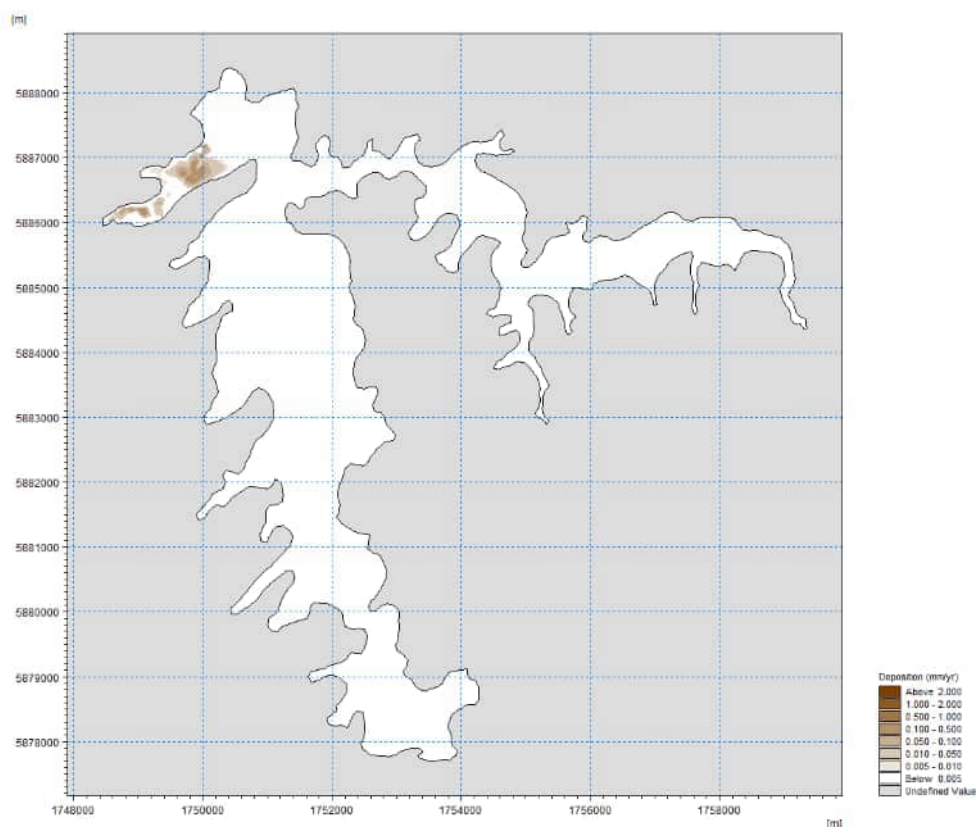 [m]
5888000
5887000
5886000
5885000
5884000
5883000
5882000
5881000
5880000
5879000
5878000
1748000 1750000 1752000 1754000 1756000 1758000
[m]
Deposition (mm/yr)
Above 2.000
1.000 - 2.000
0.500 - 1.000
0.100 - 0.500
0.050 - 0.100
0.010 - 0.050
0.005 - 0.010
Below 0.005
Undefined Value